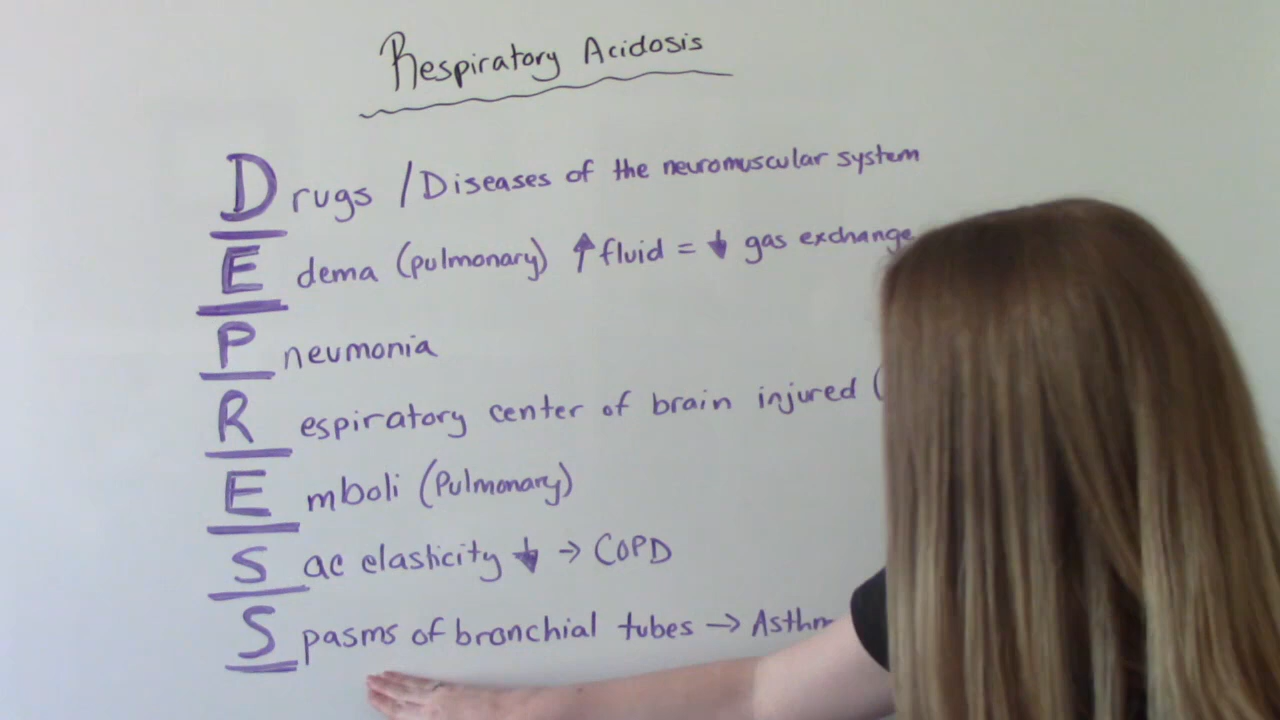 Respiratory Acidosis
Drugs / Diseases of the neuromuscular system
Edema (pulmonary) ↑ fluid = ↓ gas exchange
Pneumonia
Respiratory center of brain injured (
Emboli (Pulmonary)
Sac elasticity ↓ → COPD
Spasms of bronchial tubes → Asthm